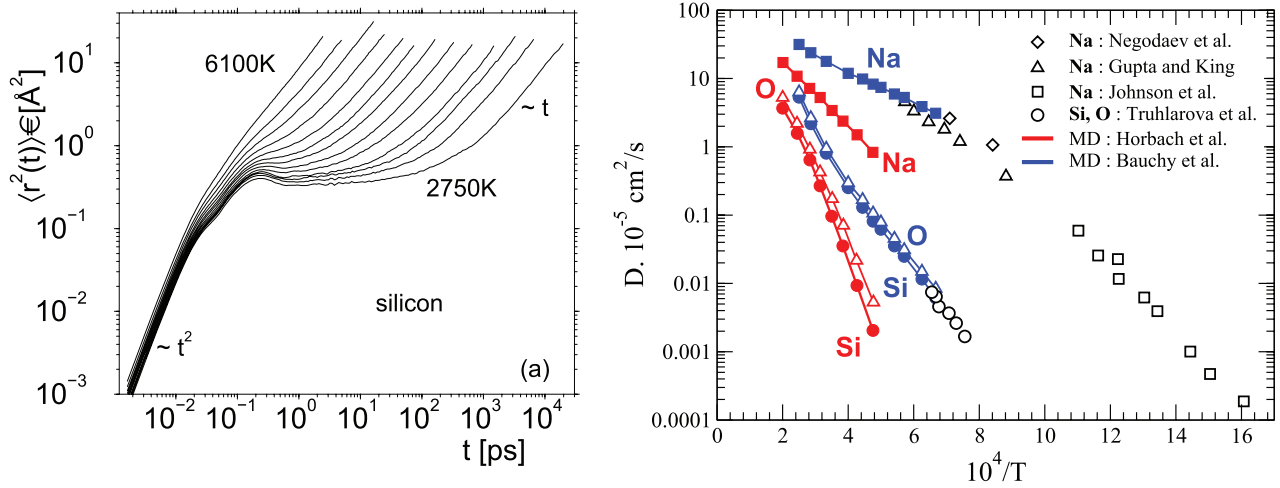 ⟨r²(t)⟩€[Å²]
10¹
10⁰
10⁻¹
10⁻²
10⁻³
6100K
2750K
~ t
~ t²
silicon
(a)
10⁻² 10⁻¹ 10⁰ 10¹ 10² 10³ 10⁴
t [ps]
D. 10⁻⁵ cm²/s
100
10
1
0.1
0.01
0.001
0.0001
Na : Negodaev et al.
Na : Gupta and King
Na : Johnson et al.
Si, O : Truhlarova et al.
MD : Horbach et al.
MD : Bauchy et al.
Na
O
Na
O
Si
Si
0 2 4 6 8 10 12 14 16
10⁴/T